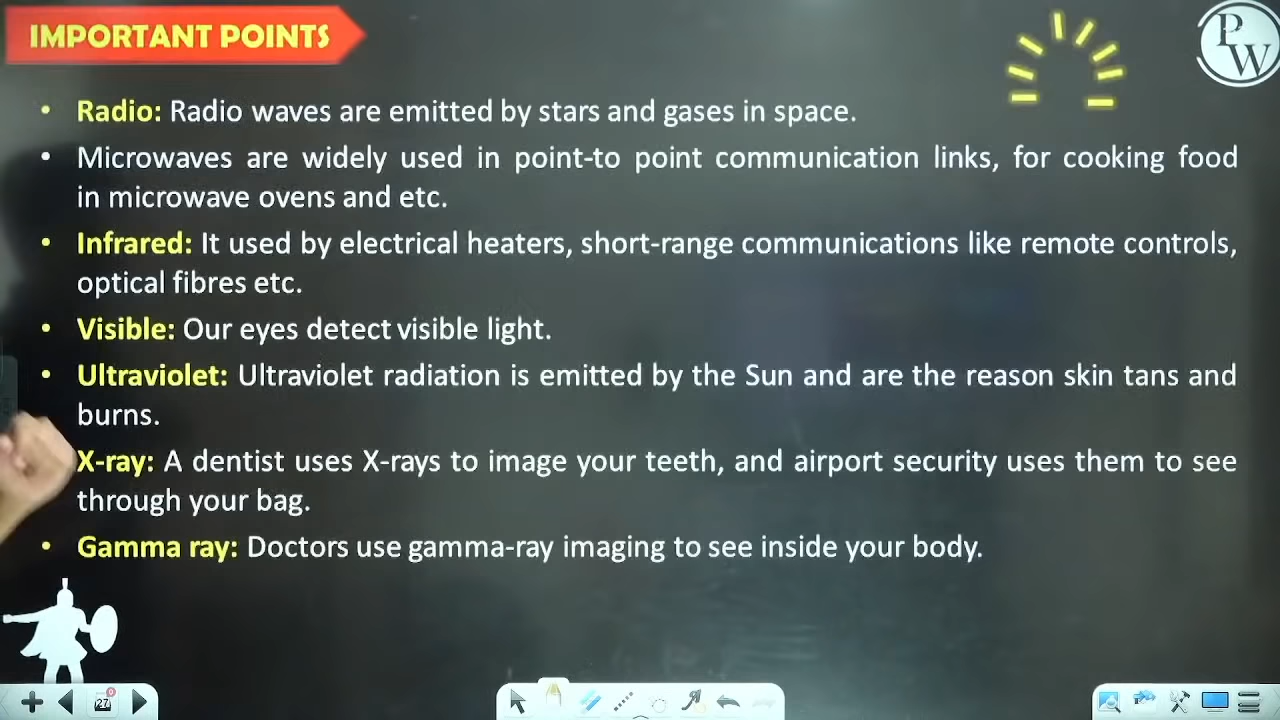 IMPORTANT POINTS
PW
• Radio: Radio waves are emitted by stars and gases in space.
• Microwaves are widely used in point-to point communication links, for cooking food
in microwave ovens and etc.
• Infrared: It used by electrical heaters, short-range communications like remote controls,
optical fibres etc.
• Visible: Our eyes detect visible light.
• Ultraviolet: Ultraviolet radiation is emitted by the Sun and are the reason skin tans and
burns.
X-ray: A dentist uses X-rays to image your teeth, and airport security uses them to see
through your bag.
• Gamma ray: Doctors use gamma-ray imaging to see inside your body.
27